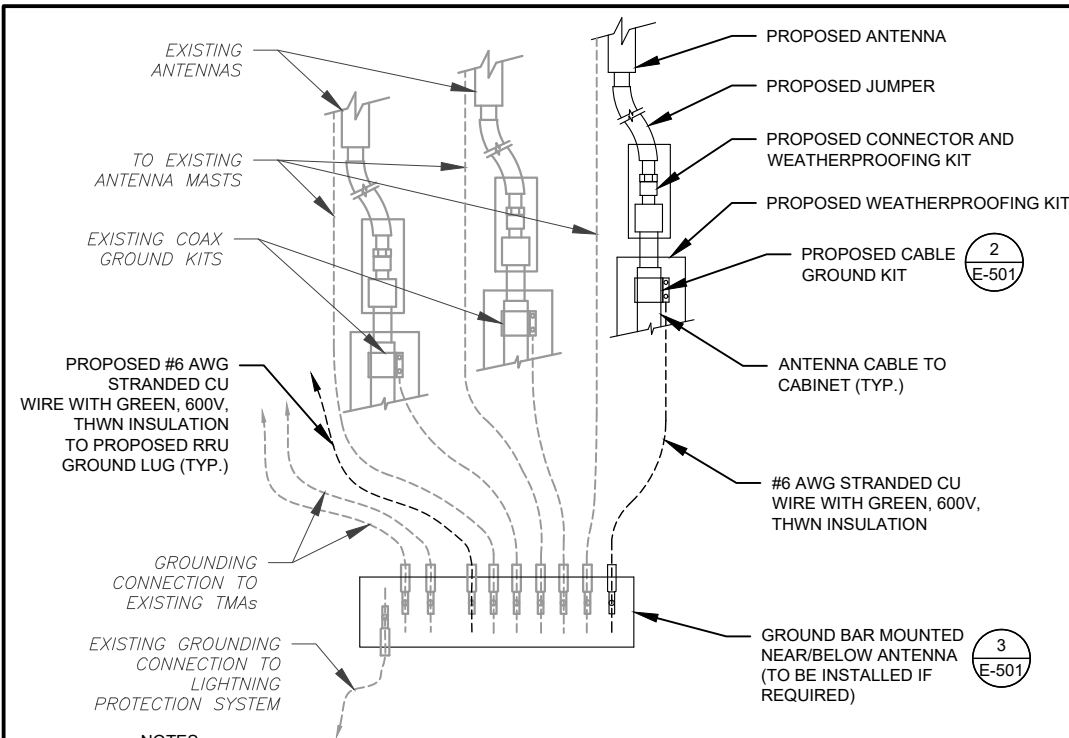 EXISTING
ANTENNAS
TO EXISTING
ANTENNA MASTS
EXISTING COAX
GROUND KITS
PROPOSED #6 AWG
STRANDED CU
WIRE WITH GREEN, 600V,
THWN INSULATION
TO PROPOSED RRU
GROUND LUG (TYP.)
GROUNDING
CONNECTION TO
EXISTING TMAs
EXISTING GROUNDING
CONNECTION TO
LIGHTNING
PROTECTION SYSTEM
PROPOSED ANTENNA
PROPOSED JUMPER
PROPOSED CONNECTOR AND
WEATHERPROOFING KIT
PROPOSED WEATHERPROOFING KIT
PROPOSED CABLE
GROUND KIT
2
E-501
ANTENNA CABLE TO
CABINET (TYP.)
#6 AWG STRANDED CU
WIRE WITH GREEN, 600V,
THWN INSULATION
GROUND BAR MOUNTED
NEAR/BELOW ANTENNA
(TO BE INSTALLED IF
REQUIRED)
3
E-501
NOTES